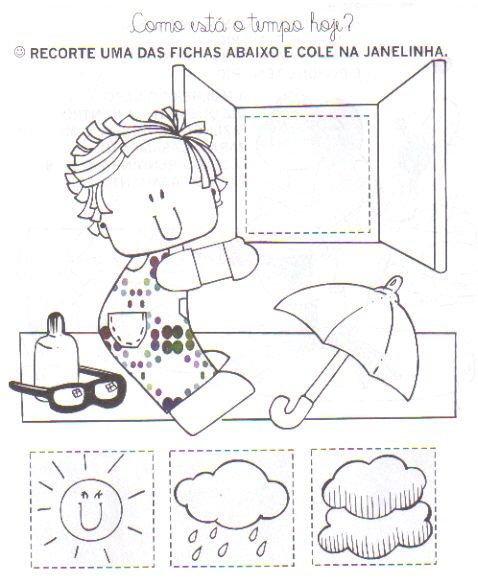 Como está o tempo hoje?
RECORTE UMA DAS FICHAS ABAIXO E COLE NA JANELINHA.